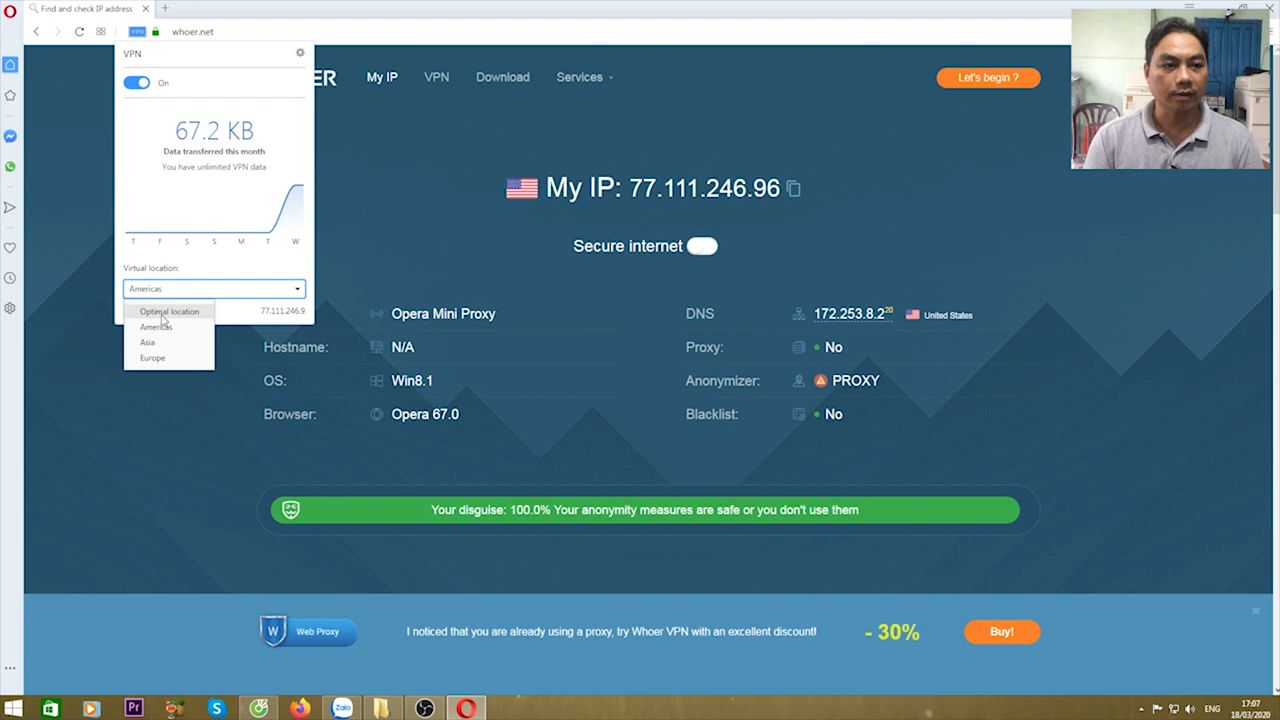 Find and check IP address
VPN
whoer.net
VPN
On
67.2 KB
Data transferred this month
You have unlimited VPN data
T F S S M T W
Virtual location:
Americas
77.111.246.9
Optimal location
Americas
Asia
Europe
ER
My IP
VPN
Download
Services
Let's begin ?
My IP: 77.111.246.96
Secure internet
Opera Mini Proxy
Hostname:
N/A
OS:
Win8.1
Browser:
Opera 67.0
DNS
172.253.8.2
20
United States
Proxy:
No
Anonymizer:
PROXY
Blacklist:
No
Your disguise: 100.0% Your anonymity measures are safe or you don't use them
W
Web Proxy
I noticed that you are already using a proxy, try Whoer VPN with an excellent discount!
- 30%
Buy!
Pr
S
Zalo
ENG
17:07
18/03/2020